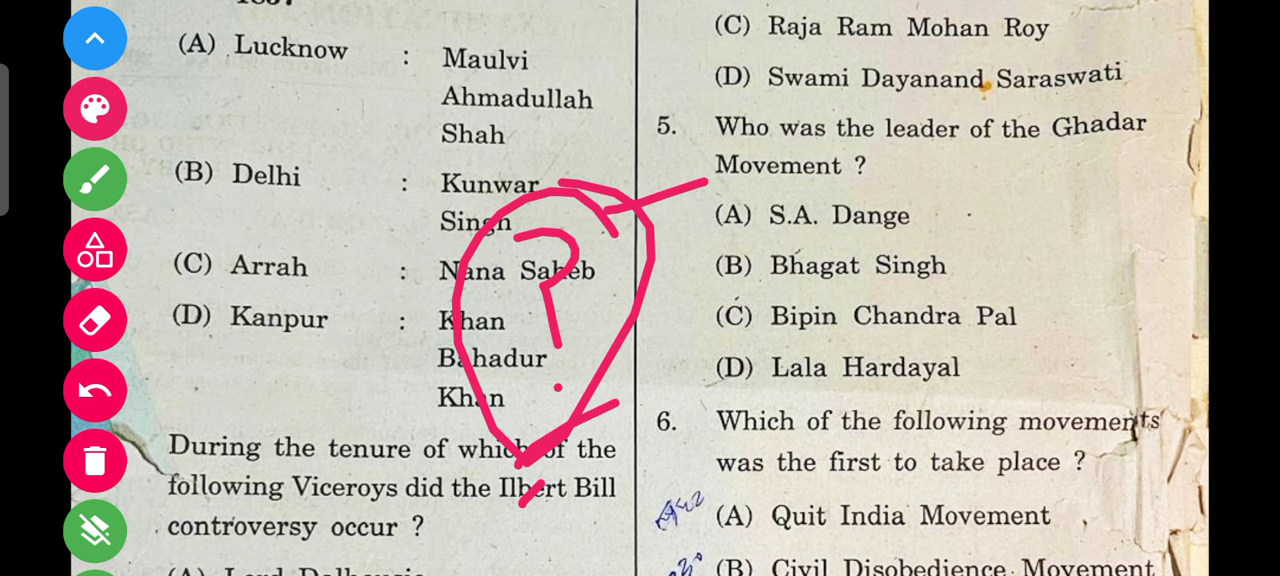 (A) Lucknow : Maulvi
Ahmadullah
Shah
(B) Delhi : Kunwar
Singh
(C) Arrah : Nana Saheb
(D) Kanpur : Khan
Bahadur
Khan
During the tenure of which of the
following Viceroys did the Ilbert Bill
controversy occur ?
(C) Raja Ram Mohan Roy
(D) Swami Dayanand Saraswati
5. Who was the leader of the Ghadar
Movement ?
(A) S.A. Dange
(B) Bhagat Singh
(C) Bipin Chandra Pal
(D) Lala Hardayal
6. Which of the following movements
was the first to take place ?
(A) Quit India Movement
(B) Civil Disobedience Movement